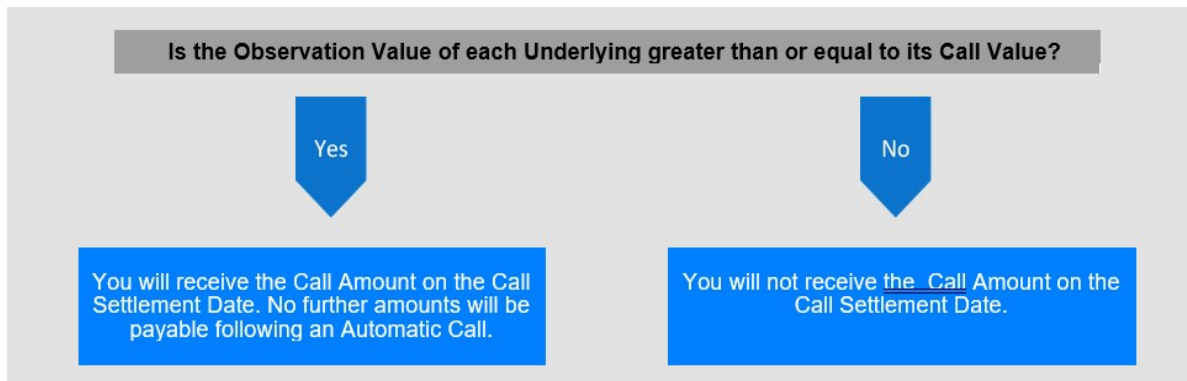 Is the Observation Value of each Underlying greater than or equal to its Call Value?
Yes
No
You will receive the Call Amount on the Call
Settlement Date. No further amounts will be
payable following an Automatic Call.
You will not receive the  Call Amount on the
Call Settlement Date.